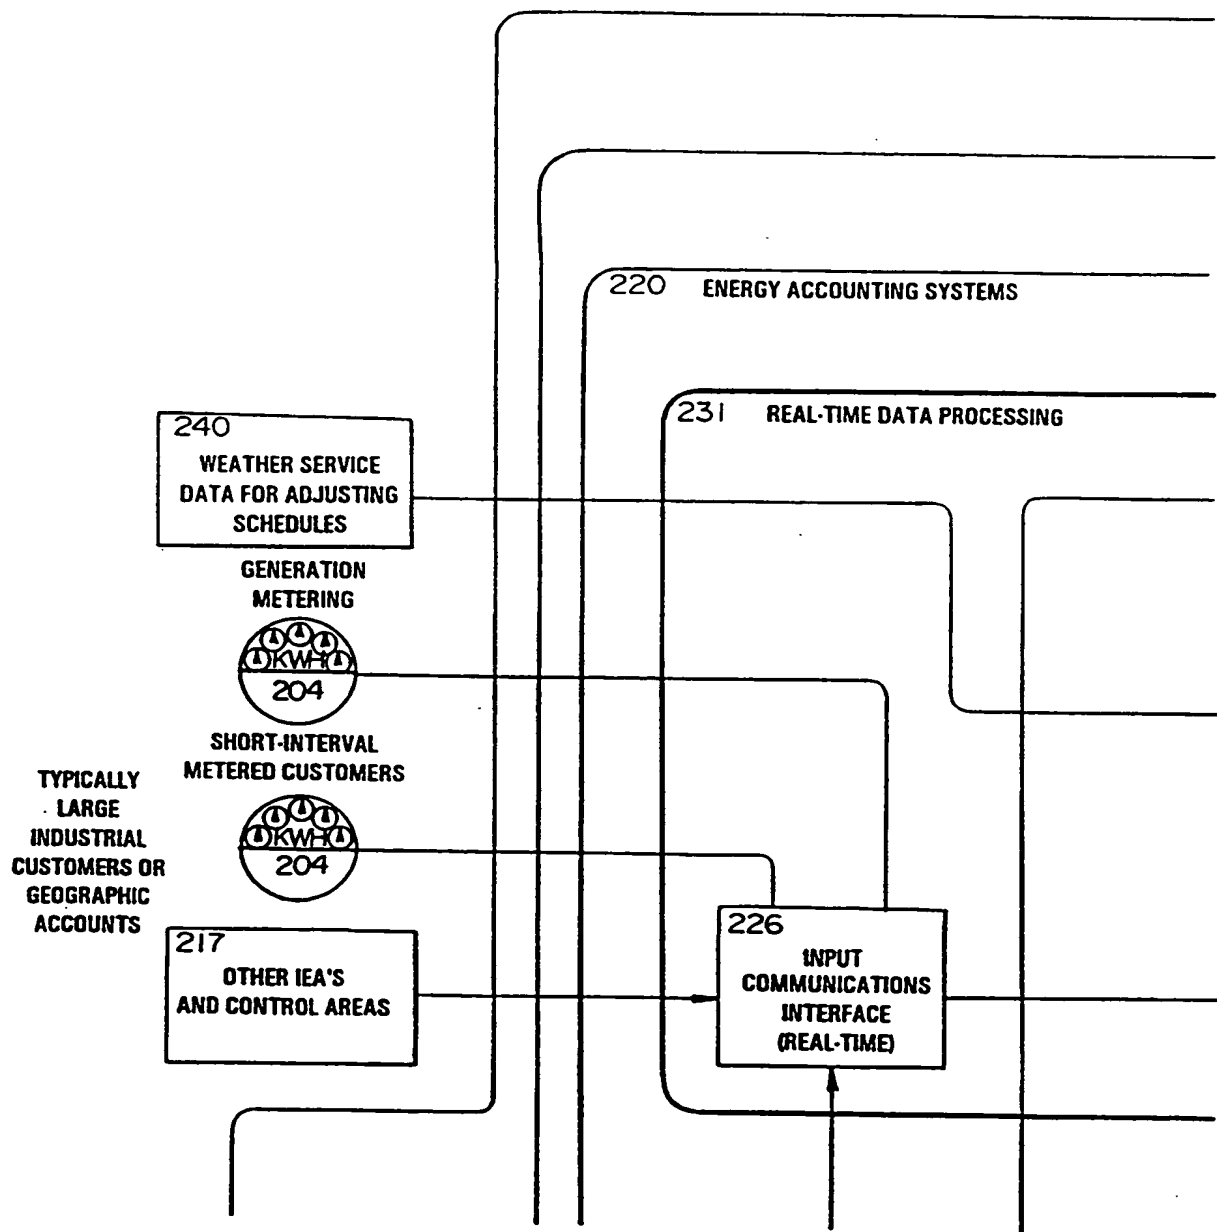 220 ENERGY ACCOUNTING SYSTEMS
231 REAL-TIME DATA PROCESSING
240
WEATHER SERVICE
DATA FOR ADJUSTING
SCHEDULES
GENERATION
METERING
KWH
204
SHORT-INTERVAL
METERED CUSTOMERS
TYPICALLY
LARGE
INDUSTRIAL
CUSTOMERS OR
GEOGRAPHIC
ACCOUNTS
KWH
204
217
OTHER IEA'S
AND CONTROL AREAS
226
INPUT
COMMUNICATIONS
INTERFACE
(REAL-TIME)